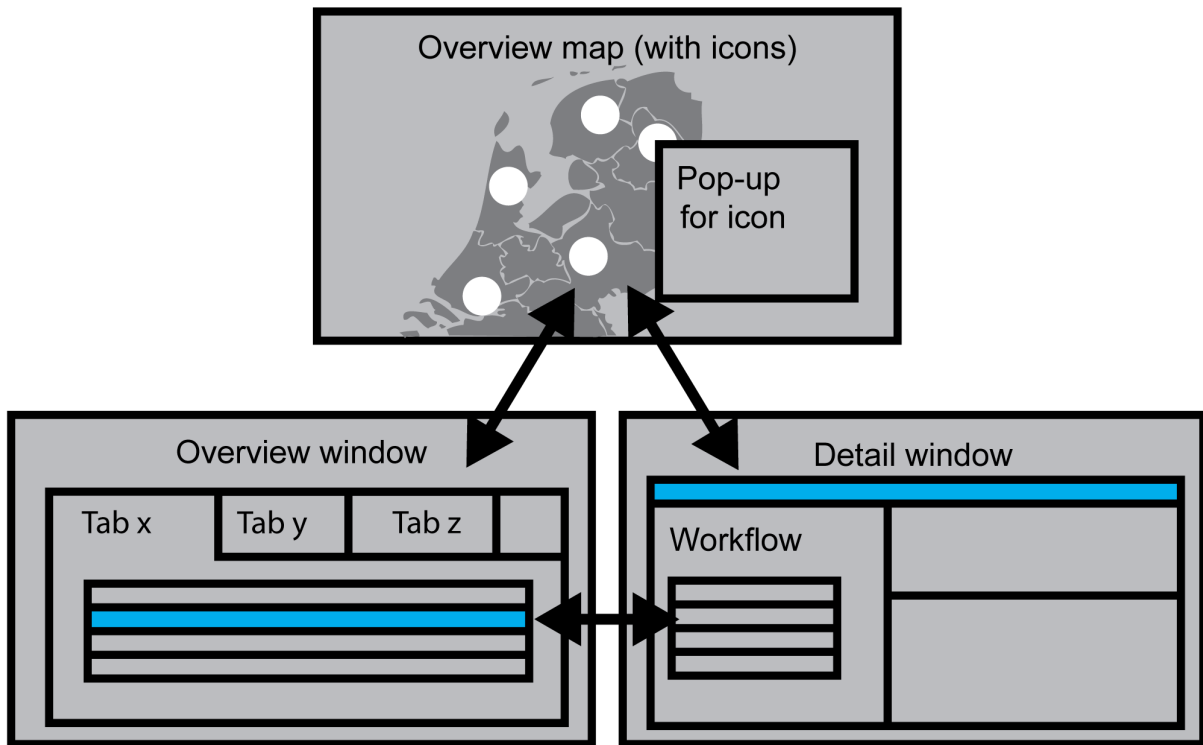 Overview map (with icons)
Pop-up
for icon
Overview window
Tab x
Tab y
Tab z
Detail window
Workflow